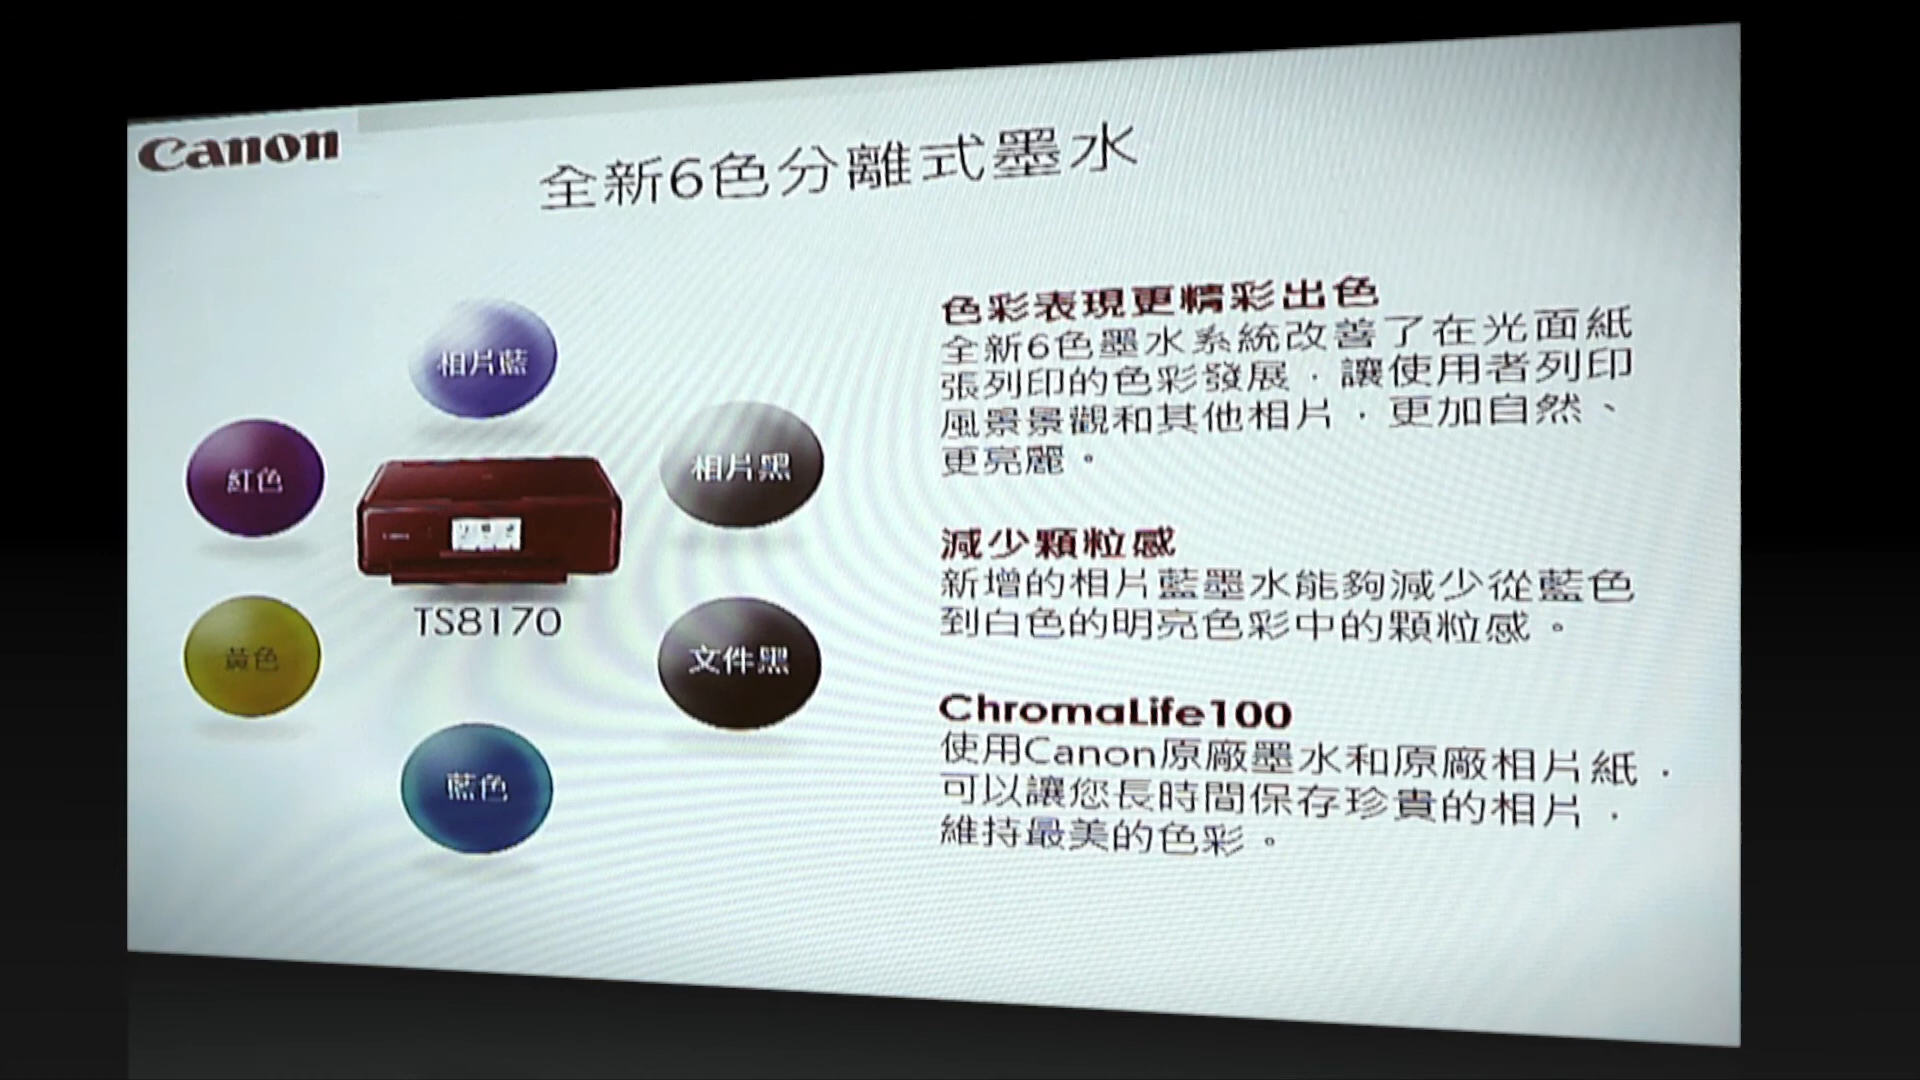 Canon
全新6色分離式墨水
相片藍
紅色
相片黑
TS8170
黃色
文件黑
藍色
色彩表現更精彩出色
全新6色墨水系統改善了在光面紙
張列印的色彩發展，讓使用者列印
風景景觀和其他相片，更加自然、
更亮麗。
減少顆粒感
新增的相片藍墨水能夠減少從藍色
到白色的明亮色彩中的顆粒感。
ChromaLife100
使用Canon原廠墨水和原廠相片紙，
可以讓您長時間保存珍貴的相片，
維持最美的色彩。